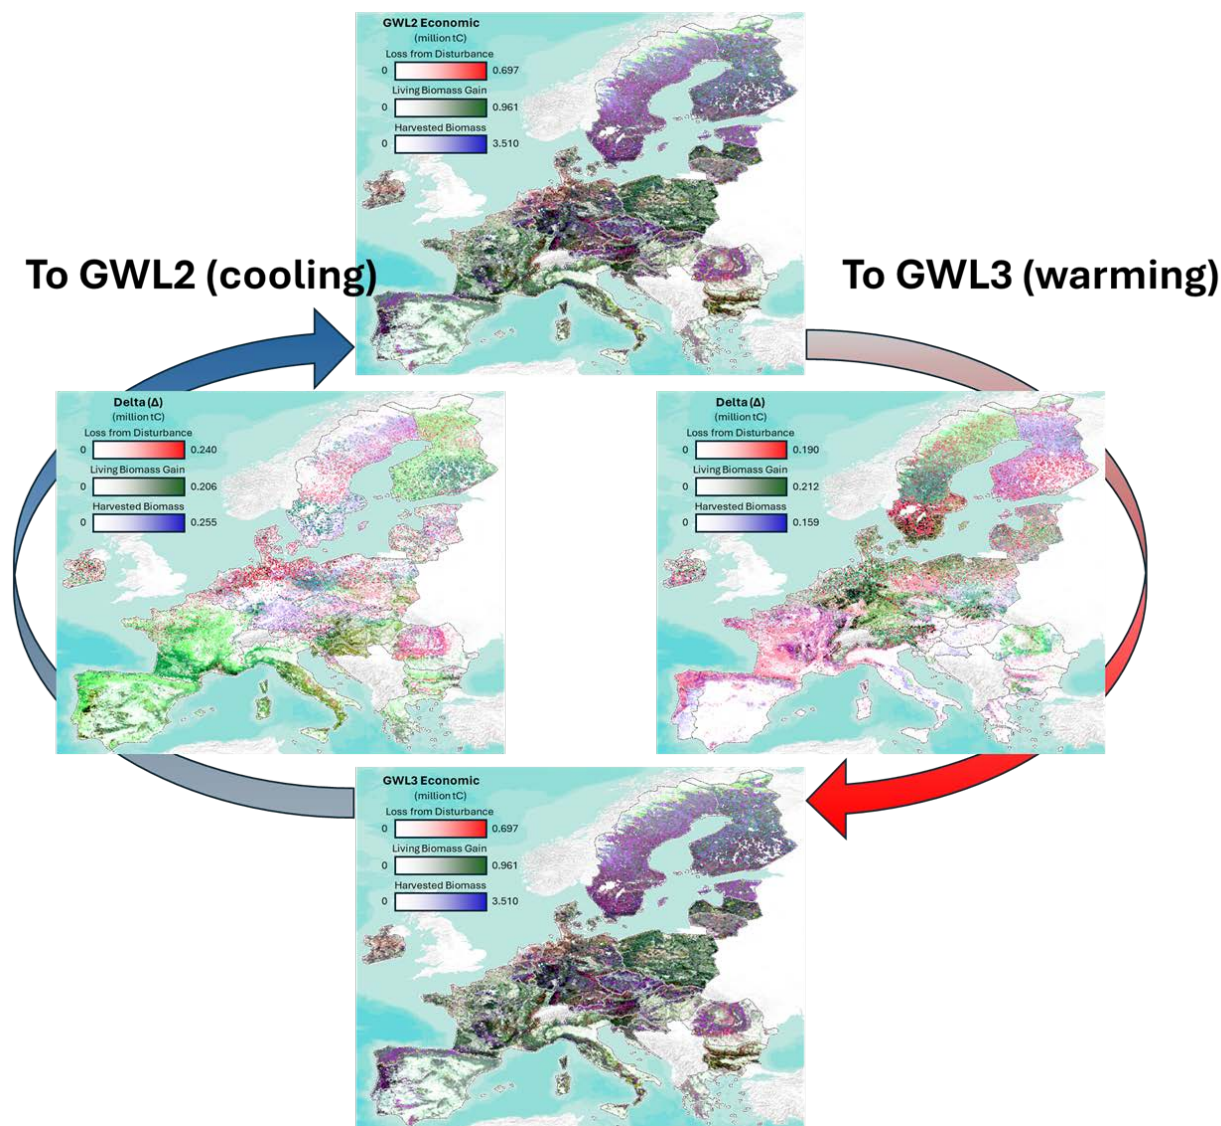 GWL2 Economic
(million tC)
Loss from Disturbance
0 0.697
Living Biomass Gain
0 0.961
Harvested Biomass
0 3.510
To GWL2 (cooling)
To GWL3 (warming)
Delta (Δ)
(million tC)
Loss from Disturbance
0 0.240
Living Biomass Gain
0 0.206
Harvested Biomass
0 0.255
Delta (Δ)
(million tC)
Loss from Disturbance
0 0.190
Living Biomass Gain
0 0.212
Harvested Biomass
0 0.159
GWL3 Economic
(million tC)
Loss from Disturbance
0 0.697
Living Biomass Gain
0 0.961
Harvested Biomass
0 3.510